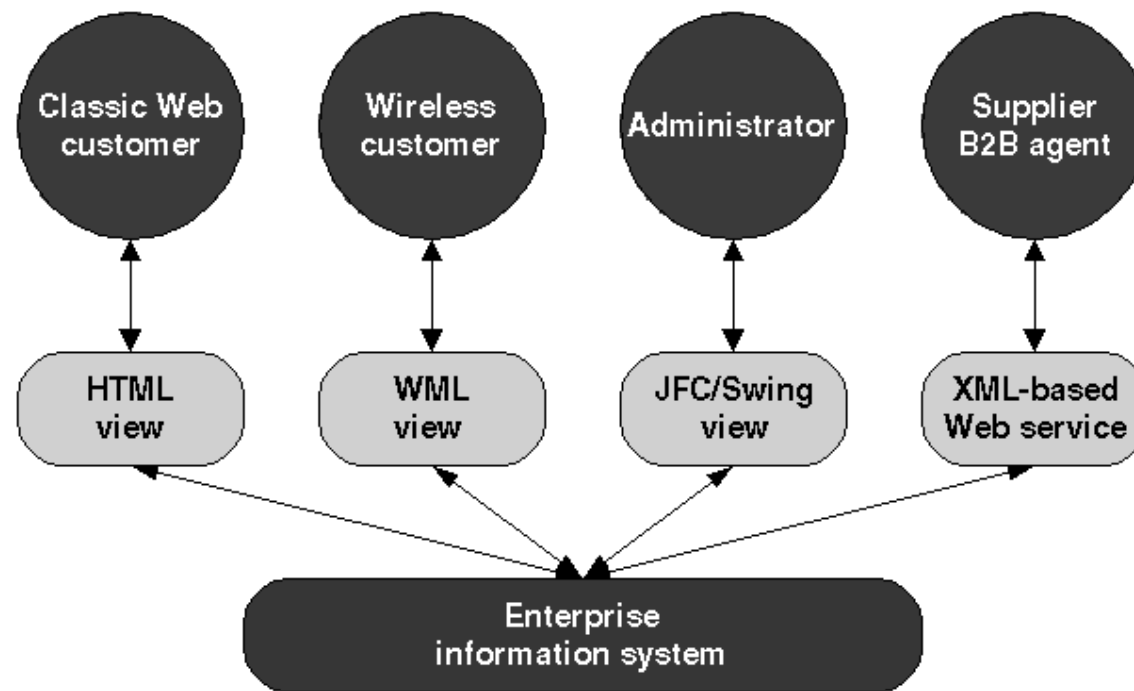 Classic Web
customer
Wireless
customer
Administrator
Supplier
B2B agent
HTML
view
WML
view
JFC/Swing
view
XML-based
Web service
Enterprise
information system